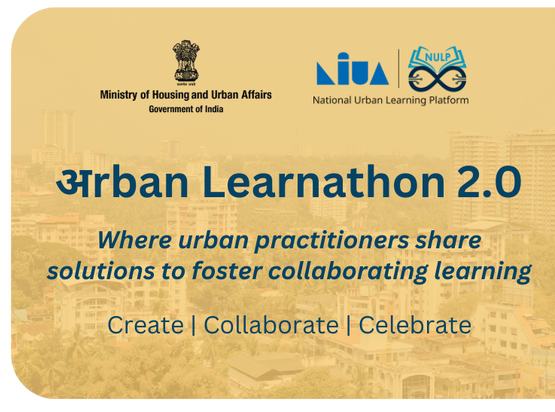 Ministry of Housing and Urban Affairs
Government of India
NIUA
NULP
National Urban Learning Platform
अrban Learnathon 2.0
Where urban practitioners share
solutions to foster collaborating learning
Create | Collaborate | Celebrate